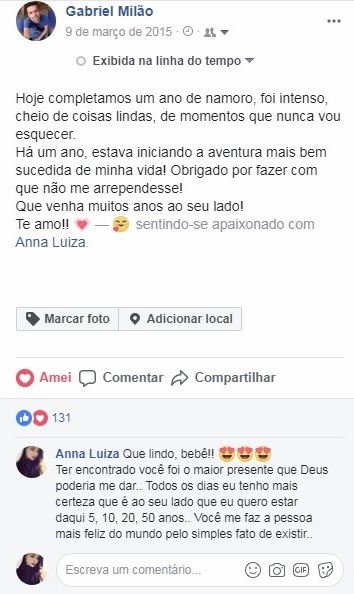 Gabriel Milão
9 de março de 2015 ·
Exibida na linha do tempo
Hoje completamos um ano de namoro, foi intenso,
cheio de coisas lindas, de momentos que nunca vou
esquecer.
Há um ano, estava iniciando a aventura mais bem
sucedida de minha vida! Obrigado por fazer com
que não me arrependesse!
Que venha muitos anos ao seu lado!
Te amo!! 💗 — 🥰 sentindo-se apaixonado com
Anna Luiza.
Marcar foto Adicionar local
Amei Comentar Compartilhar
131
Anna Luiza Que lindo, bebê!! 😍😍😍
Ter encontrado você foi o maior presente que Deus
poderia me dar.. Todos os dias eu tenho mais
certeza que é ao seu lado que eu quero estar
daqui 5, 10, 20, 50 anos.. Você me faz a pessoa
mais feliz do mundo pelo simples fato de existir..
Escreva um comentário... GIF